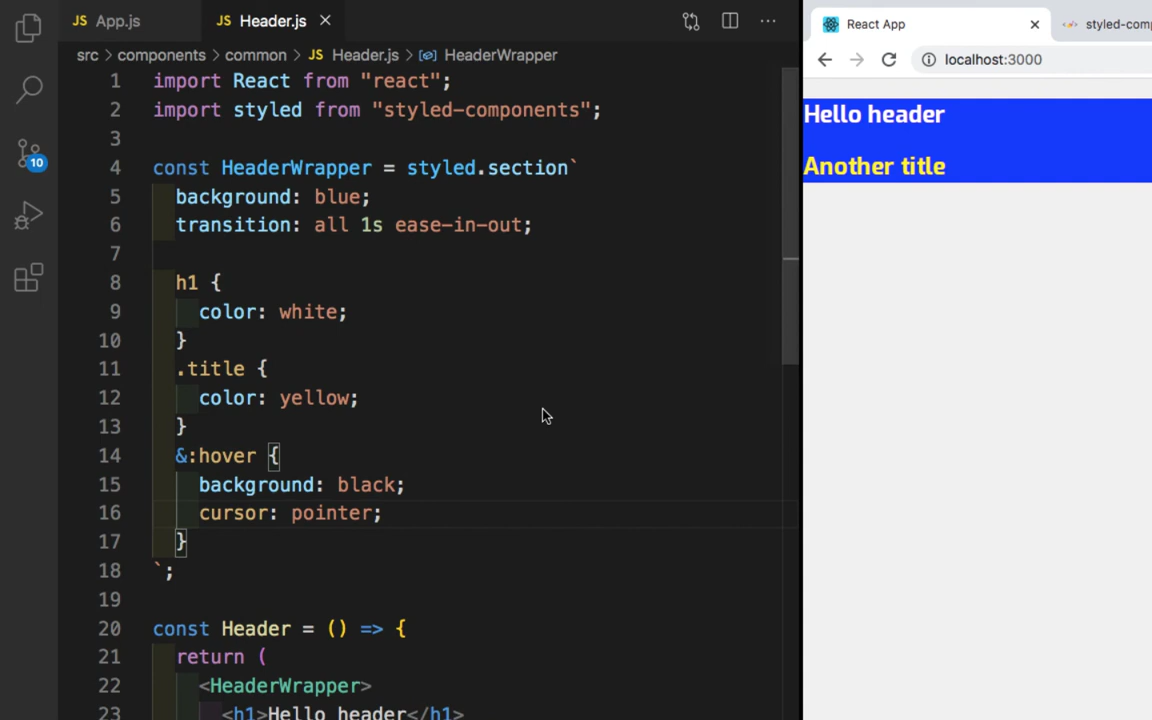 JS App.js
JS Header.js ×
src > components > common > JS Header.js > HeaderWrapper
10
1 import React from "react";
2 import styled from "styled-components";
3
4 const HeaderWrapper = styled.section`
5 background: blue;
6 transition: all 1s ease-in-out;
7
8 h1 {
9 color: white;
10 }
11 .title {
12 color: yellow;
13 }
14 &:hover {
15 background: black;
16 cursor: pointer;
17 }
18 `;
19
20 const Header = () => {
21 return (
22 <HeaderWrapper>
23 <h1>Hello header</h1>
React App ×
styled-comp
localhost:3000
Hello header
Another title